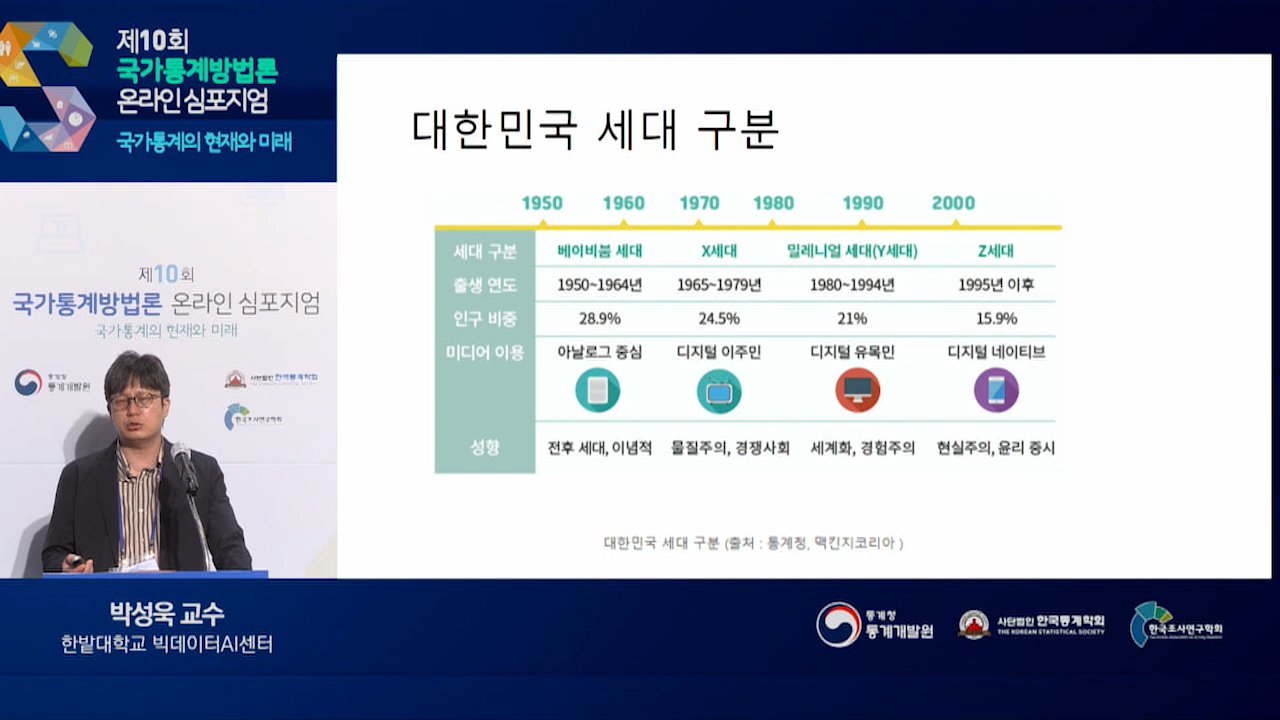 제10회
국가통계방법론
온라인 심포지엄
국가통계의 현재와 미래
제10회
국가통계방법론 온라인 심포지엄
국가통계의 현재와 미래
통계청
통계개발원
사단법인 한국통계학회
한국조사연구학회
대한민국 세대 구분
1950 1960 1970 1980 1990 2000
세대 구분 베이비붐 세대 X세대 밀레니얼 세대(Y세대) Z세대
출생 연도 1950~1964년 1965~1979년 1980~1994년 1995년 이후
인구 비중 28.9% 24.5% 21% 15.9%
미디어 이용 아날로그 중심 디지털 이주민 디지털 유목민 디지털 네이티브
성향 전후 세대, 이념적 물질주의, 경쟁사회 세계화, 경험주의 현실주의, 윤리 중시
대한민국 세대 구분 (출처 : 통계청, 맥킨지코리아 )
박성욱 교수
한밭대학교 빅데이터AI센터
통계청
통계개발원
사단법인 한국통계학회
THE KOREAN STATISTICAL SOCIETY
한국조사연구학회